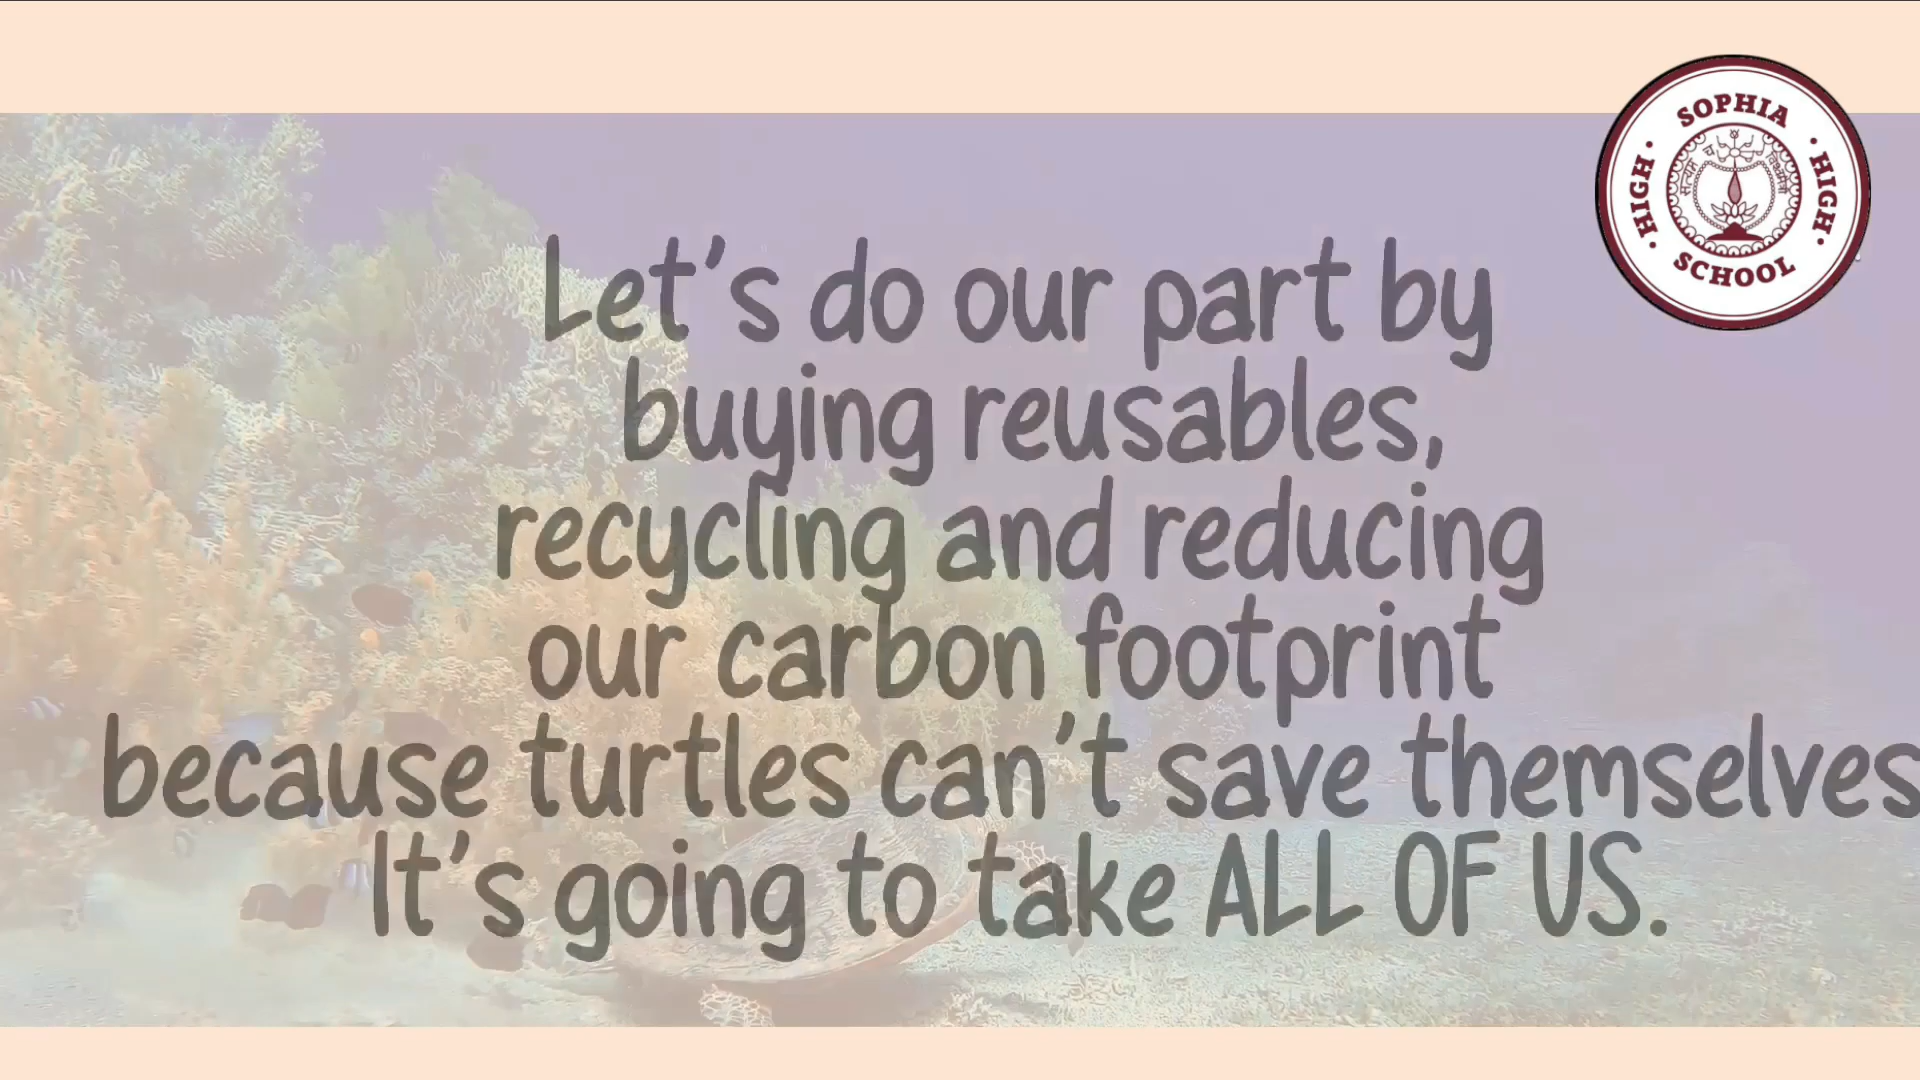 SOPHIA
HIGH
HIGH
SCHOOL
Let's do our part by
buying reusables,
recycling and reducing
our carbon footprint
because turtles can't save themselves
It's going to take ALL OF US.